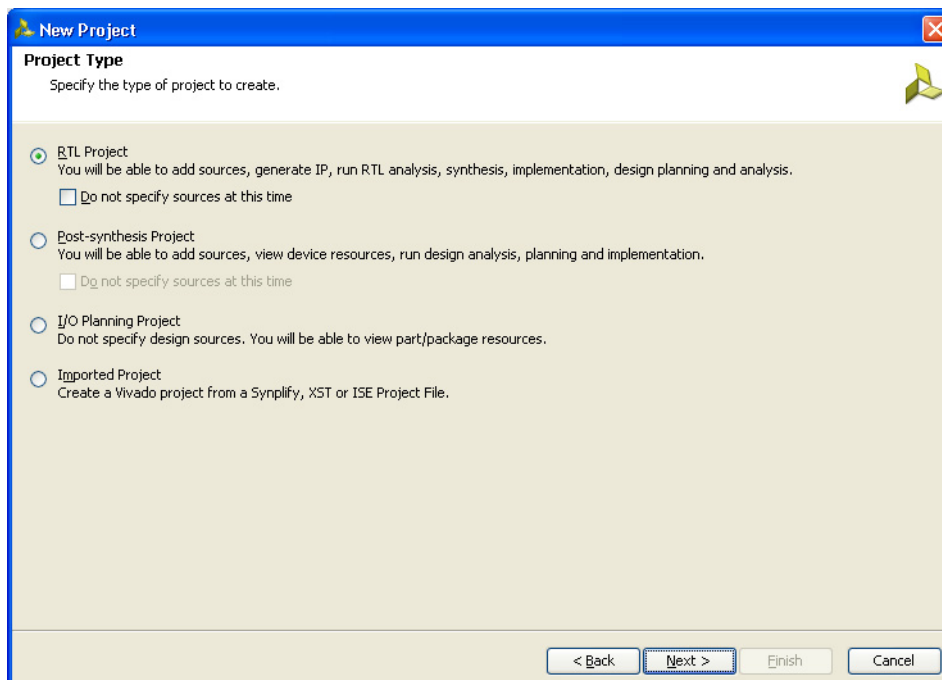 New Project
Project Type
Specify the type of project to create.
RTL Project
You will be able to add sources, generate IP, run RTL analysis, synthesis, implementation, design planning and analysis.
Do not specify sources at this time
Post-synthesis Project
You will be able to add sources, view device resources, run design analysis, planning and implementation.
Do not specify sources at this time
I/O Planning Project
Do not specify design sources. You will be able to view part/package resources.
Imported Project
Create a Vivado project from a Synplify, XST or ISE Project File.
< Back Next > Finish Cancel